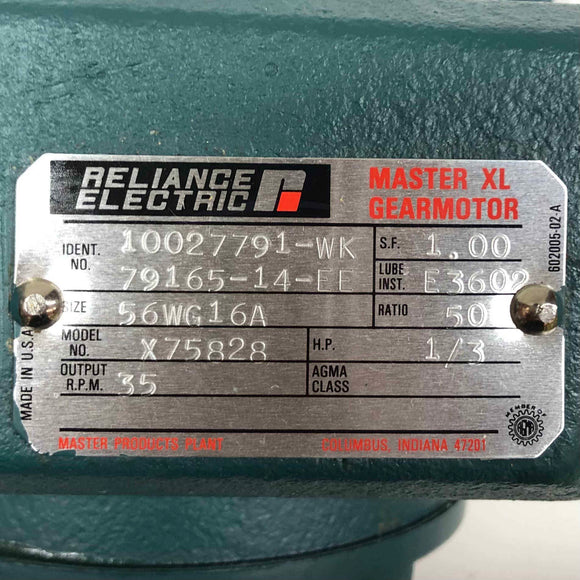 RELIANCE
ELECTRIC
MASTER XL
GEARMOTOR
IDENT. NO. 10027791-WK
79165-14-EE
S.F. 1.00
LUBE INST. E3602
SIZE 56WG16A
RATIO 50
MODEL NO. X75828
H.P. 1/3
OUTPUT R.P.M. 35
AGMA CLASS
MASTER PRODUCTS PLANT
COLUMBUS, INDIANA 47201
MADE IN U.S.A.
602005-02-A
MEMBER OF